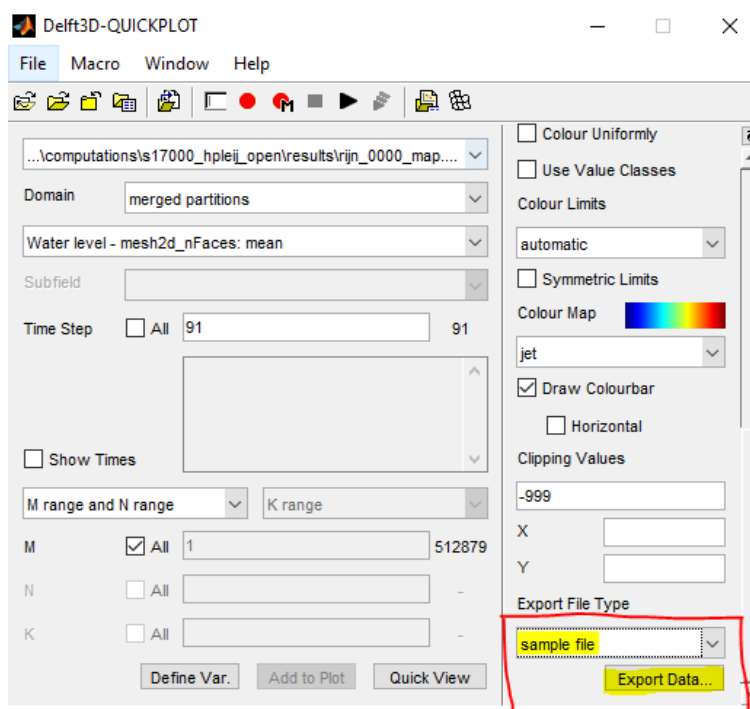 Delft3D-QUICKPLOT
File Macro Window Help
...\computations\s17000_hpleij_open\results\rijn_0000_map....
Domain merged partitions
Water level - mesh2d_nFaces: mean
Subfield
Time Step All 91 91
Show Times
M range and N range K range
M All 1 512879
N All -
K All -
Define Var. Add to Plot Quick View
Colour Uniformly
Use Value Classes
Colour Limits
automatic
Symmetric Limits
Colour Map
jet
Draw Colourbar
Horizontal
Clipping Values
-999
X
Y
Export File Type
sample file
Export Data...